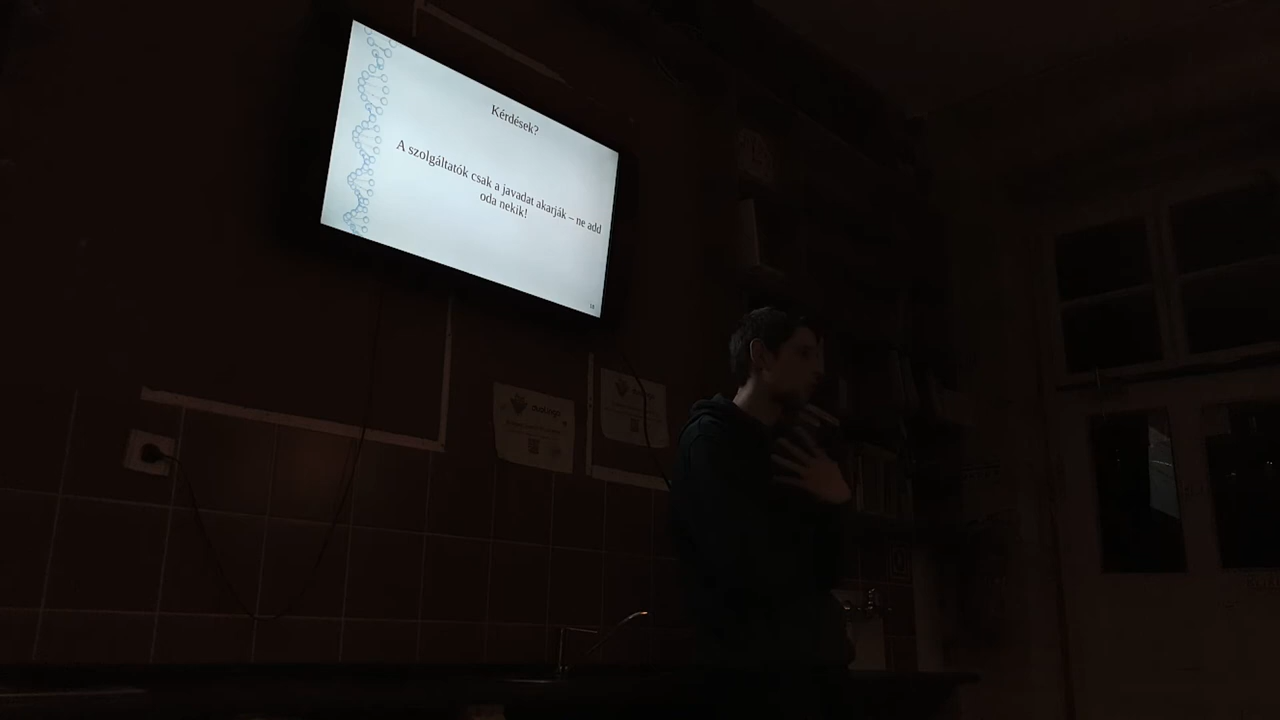 Kérdések?
A szolgáltatók csak a javadat akarják – ne add
oda nekik!